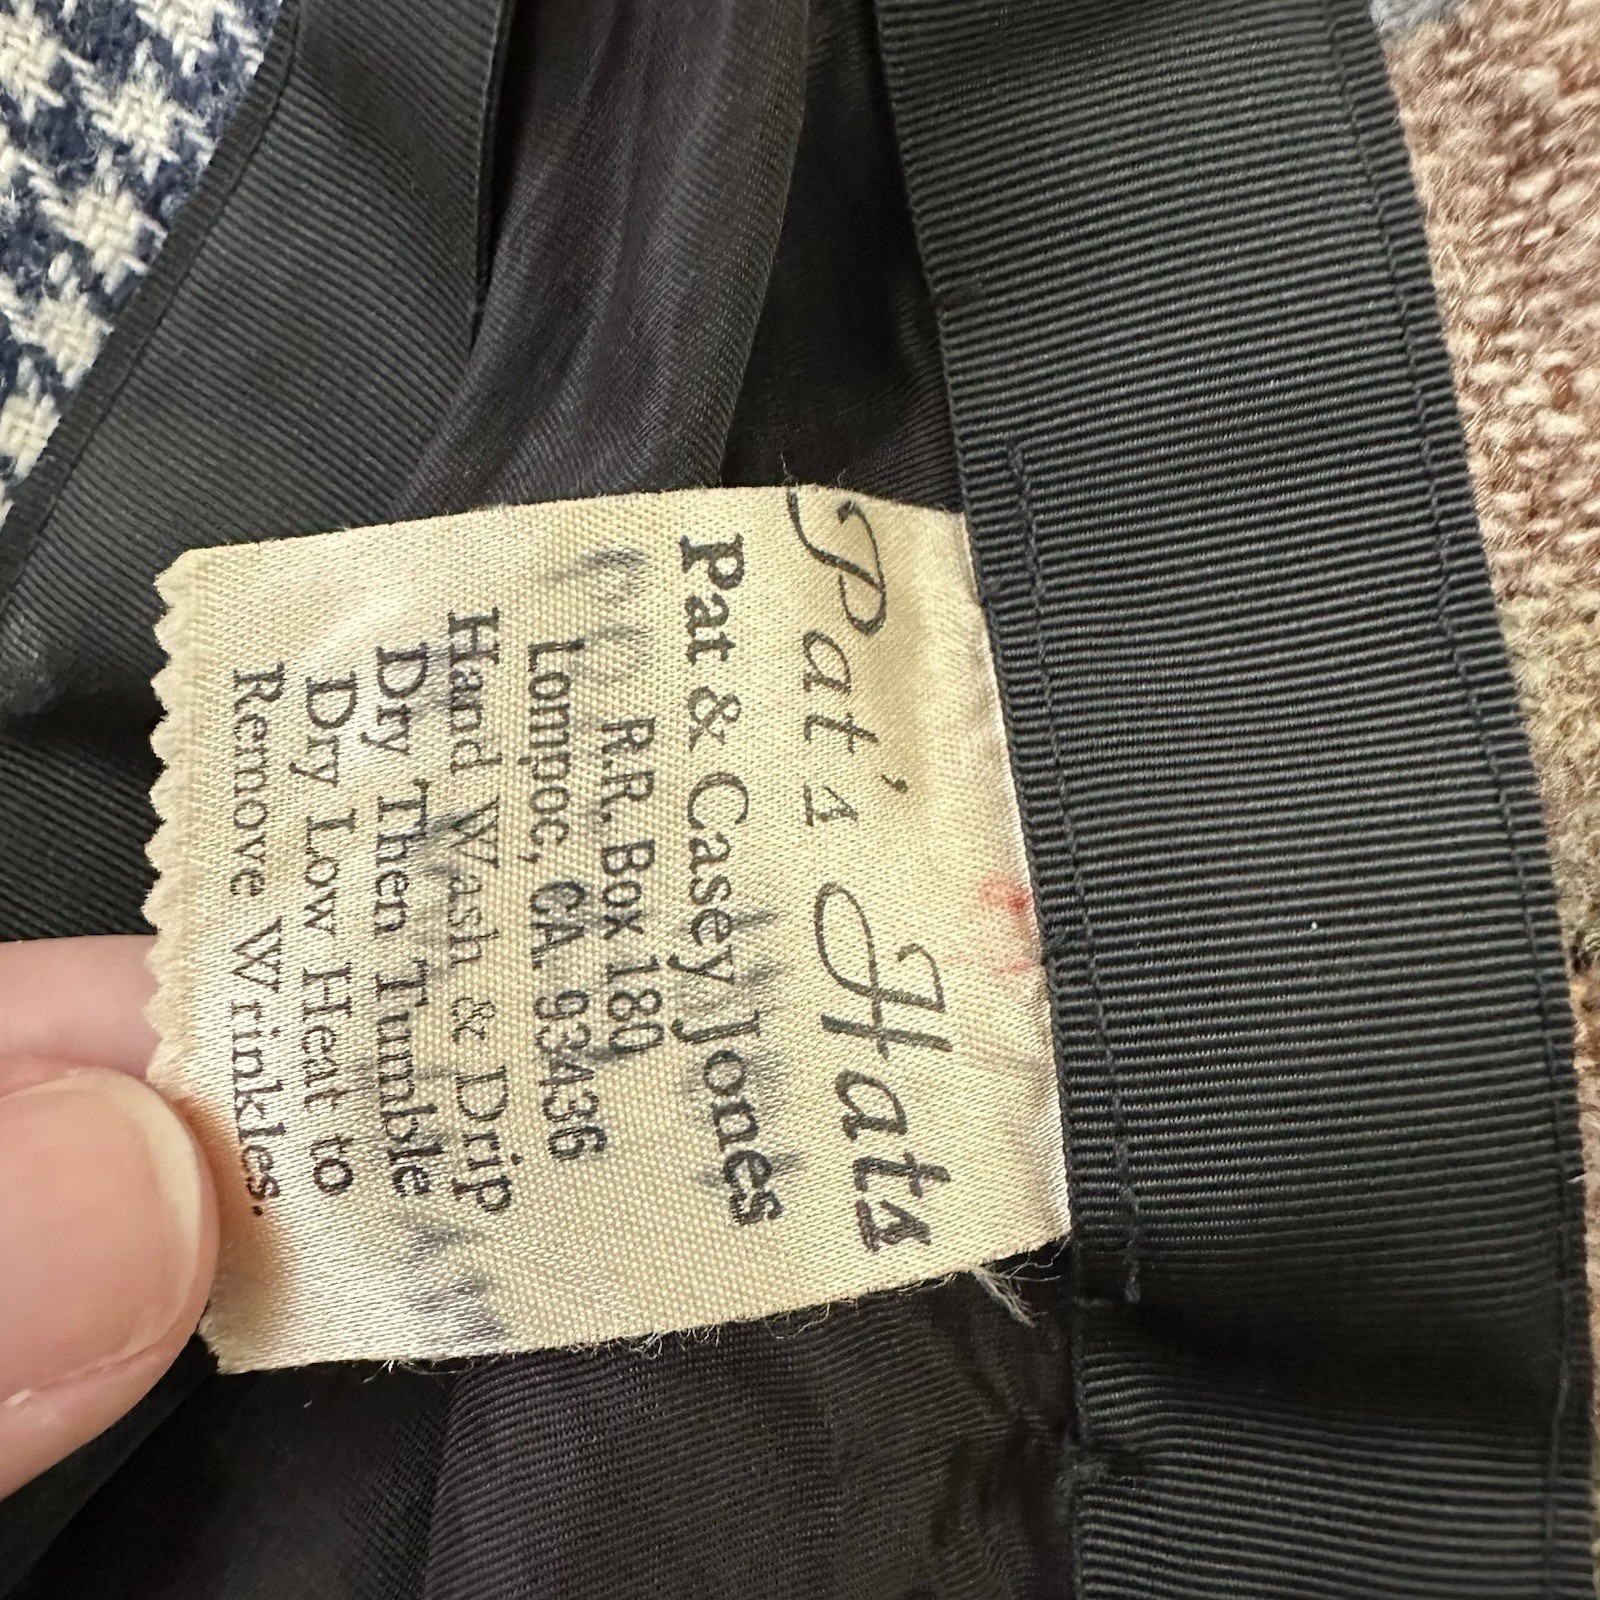 Pat's Hats
Pat & Casey Jones
R.R. Box 180
Lompoc, CA 93436
Hand Wash & Drip
Dry Then Tumble
Dry Low Heat to
Remove Wrinkles.